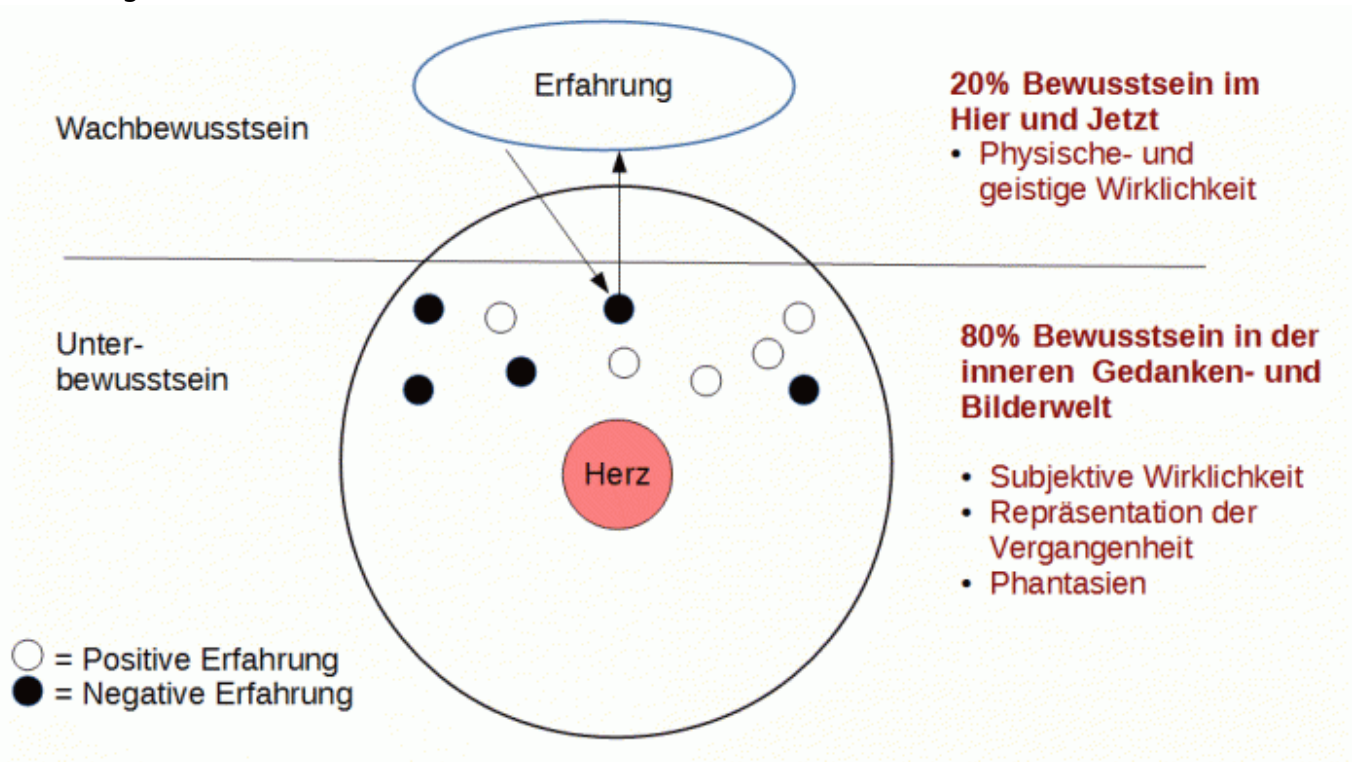 Erfahrung
Wachbewusstsein
20% Bewusstsein im
Hier und Jetzt
• Physische- und
geistige Wirklichkeit
Unter-
bewusstsein
80% Bewusstsein in der
inneren Gedanken- und
Bilderwelt
• Subjektive Wirklichkeit
• Repräsentation der
Vergangenheit
• Phantasien
Herz
= Positive Erfahrung
= Negative Erfahrung